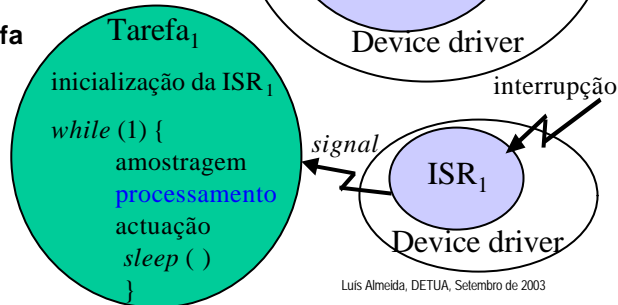 fa
Tarefa₁
inicialização da ISR₁
while (1) {
amostragem
processamento
actuação
sleep ( )
}
Device driver
interrupção
signal
ISR₁
Device driver
Luís Almeida, DETUA, Setembro de 2003